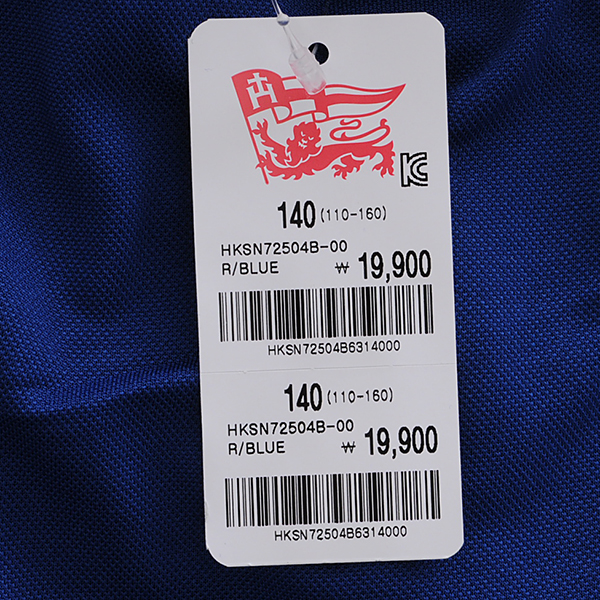 140 (110-160)
HKSN72504B-00
R/BLUE ₩ 19,900
HKSN72504B6314000
140 (110-160)
HKSN72504B-00
R/BLUE ₩ 19,900
HKSN72504B6314000